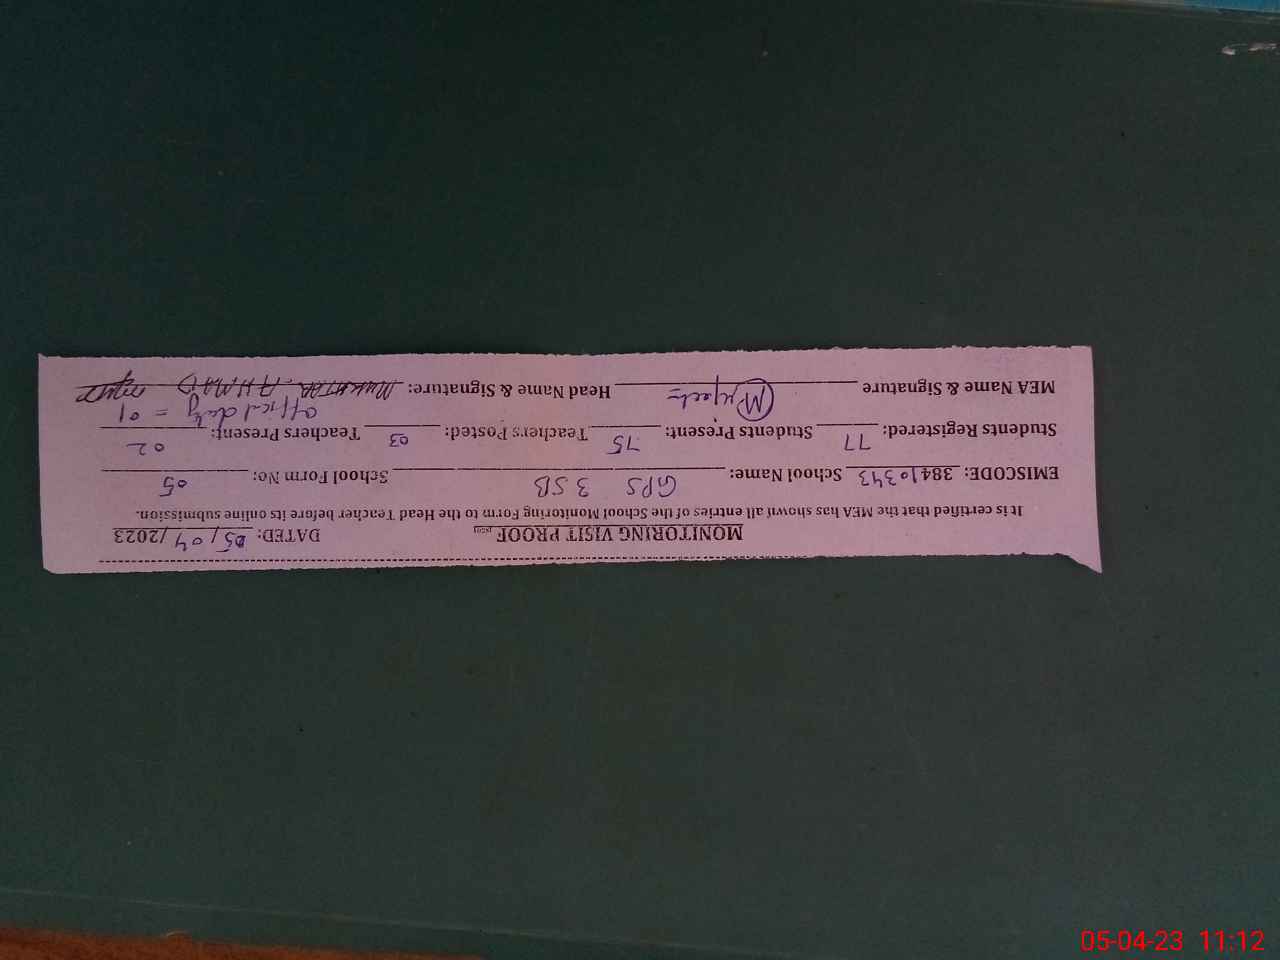 MONITORING VISIT PROOF DATED: 05/04/2023
It is certified that the MEA has shown all entries of the School Monitoring Form to the Head Teacher before its online submission.
EMISCODE: 38410343 School Name: GPS 3 SB School Form No: 05
Students Registered: 77 Students Present: 75 Teachers Posted: 03 Teachers Present: 02
Official duty = 01
MEA Name & Signature Head Name & Signature: MUKHTAR AHMAD
05-04-23 11:12